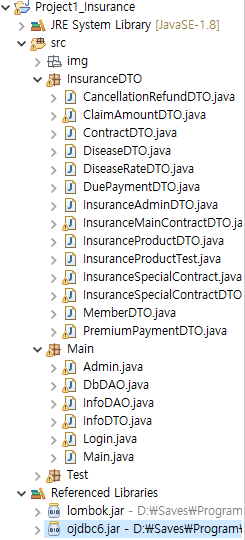 Project1_Insurance
JRE System Library [JavaSE-1.8]
src
img
InsuranceDTO
CancellationRefundDTO.java
ClaimAmountDTO.java
ContractDTO.java
DiseaseDTO.java
DiseaseRateDTO.java
DuePaymentDTO.java
InsuranceAdminDTO.java
InsuranceMainContractDTO.ja
InsuranceProductDTO.java
InsuranceProductTest.java
InsuranceSpecialContract.java
InsuranceSpecialContractDTO
MemberDTO.java
PremiumPaymentDTO.java
Main
Admin.java
DbDAO.java
InfoDAO.java
InfoDTO.java
Login.java
Main.java
Test
Referenced Libraries
lombok.jar - D:₩Saves₩Program
ojdbc6.jar - D:₩Saves₩Program₩